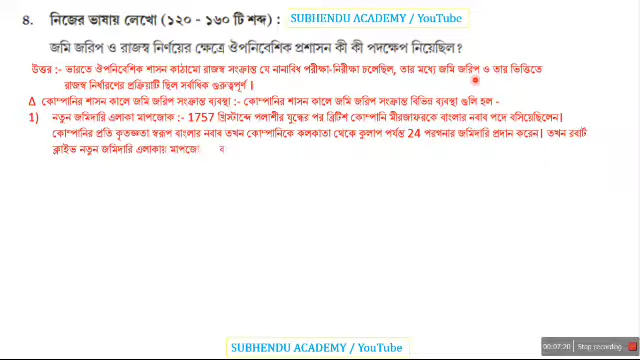 ৪. নিজের ভাষায় লেখো (১২০ - ১৬০ টি শব্দ) : SUBHENDU ACADEMY / YouTube
জমি জরিপ ও রাজস্ব নির্ণয়ের ক্ষেত্রে ঔপনিবেশিক প্রশাসন কী কী পদক্ষেপ নিয়েছিল?
উত্তর :- ভারতে ঔপনিবেশিক শাসন কাঠামো রাজস্ব সংক্রান্ত যে নানাবিধ পরীক্ষা-নিরীক্ষা চলেছিল, তার মধ্যে জমি জরিপ ও তার ভিত্তিতে
রাজস্ব নির্ধারণের প্রক্রিয়াটি ছিল সর্বাধিক গুরুত্বপূর্ণ ।
Δ কোম্পানির শাসন কালে জমি জরিপ সংক্রান্ত ব্যবস্থা :- কোম্পানির শাসন কালে জমি জরিপ সংক্রান্ত বিভিন্ন ব্যবস্থা গুলি হল -
1) নতুন জমিদারি এলাকা মাপজোক :- 1757 খ্রিস্টাব্দে পলাশীর যুদ্ধের পর ব্রিটিশ কোম্পানি মীরজাফরকে বাংলার নবাব পদে বসিয়েছিলেন।
কোম্পানির প্রতি কৃতজ্ঞতা স্বরূপ বাংলার নবাব তখন কোম্পানিকে কলকাতা থেকে কুলাপ পর্যন্ত 24 পরগনার জমিদারি প্রদান করেন। তখন রবার্ট
ক্লাইভ নতুন জমিদারি এলাকায় মাপজো ব
SUBHENDU ACADEMY / YouTube
00:07:20 Stop recording...